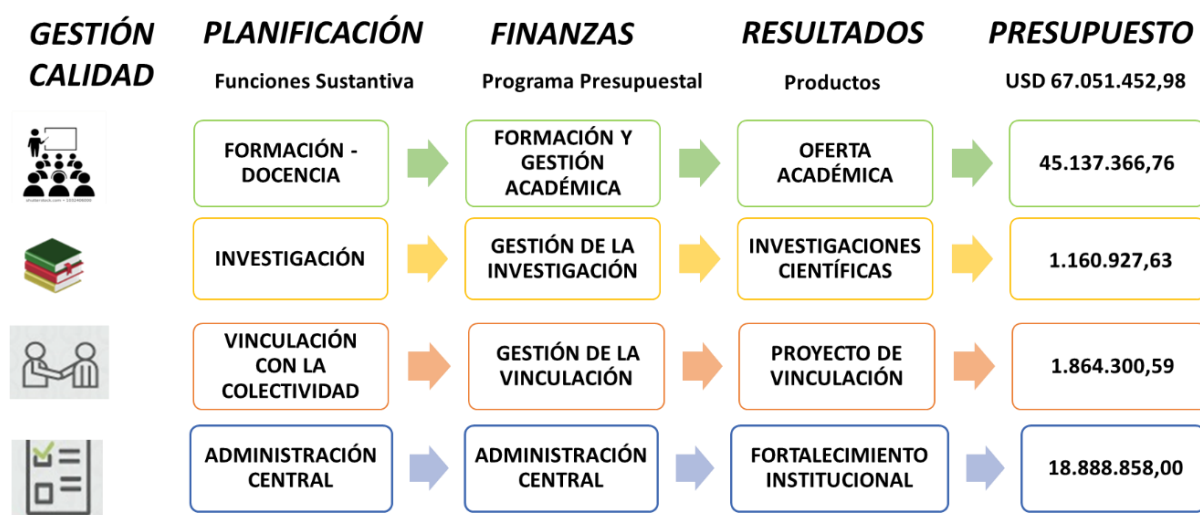 GESTIÓN
CALIDAD
PLANIFICACIÓN
FINANZAS
RESULTADOS
PRESUPUESTO
Funciones Sustantiva
Programa Presupuestal
Productos
USD 67.051.452,98
FORMACIÓN -
DOCENCIA
FORMACIÓN Y
GESTIÓN
ACADÉMICA
OFERTA
ACADÉMICA
45.137.366,76
INVESTIGACIÓN
GESTIÓN DE LA
INVESTIGACIÓN
INVESTIGACIONES
CIENTÍFICAS
1.160.927,63
VINCULACIÓN
CON LA
COLECTIVIDAD
GESTIÓN DE LA
VINCULACIÓN
PROYECTO DE
VINCULACIÓN
1.864.300,59
ADMINISTRACIÓN
CENTRAL
ADMINISTRACIÓN
CENTRAL
FORTALECIMIENTO
INSTITUCIONAL
18.888.858,00